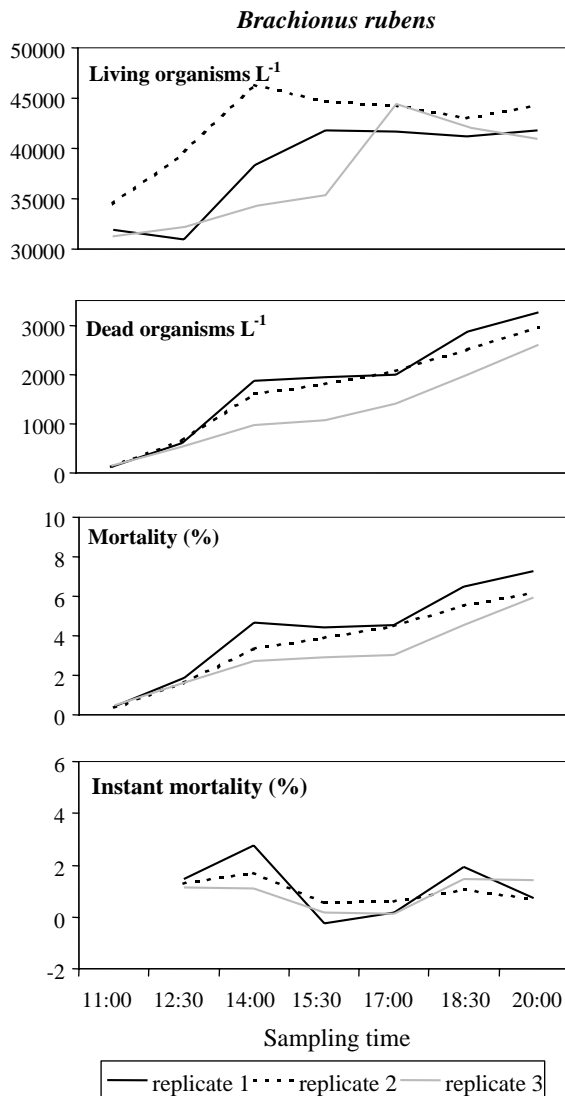 Brachionus rubens
50000
Living organisms L-1
45000
40000
35000
30000
Dead organisms L-1
3000
2000
1000
0
10
Mortality (%)
8
6
4
2
0
6
Instant mortality (%)
4
2
0
-2
11:00 12:30 14:00 15:30 17:00 18:30 20:00
Sampling time
replicate 1 replicate 2 replicate 3